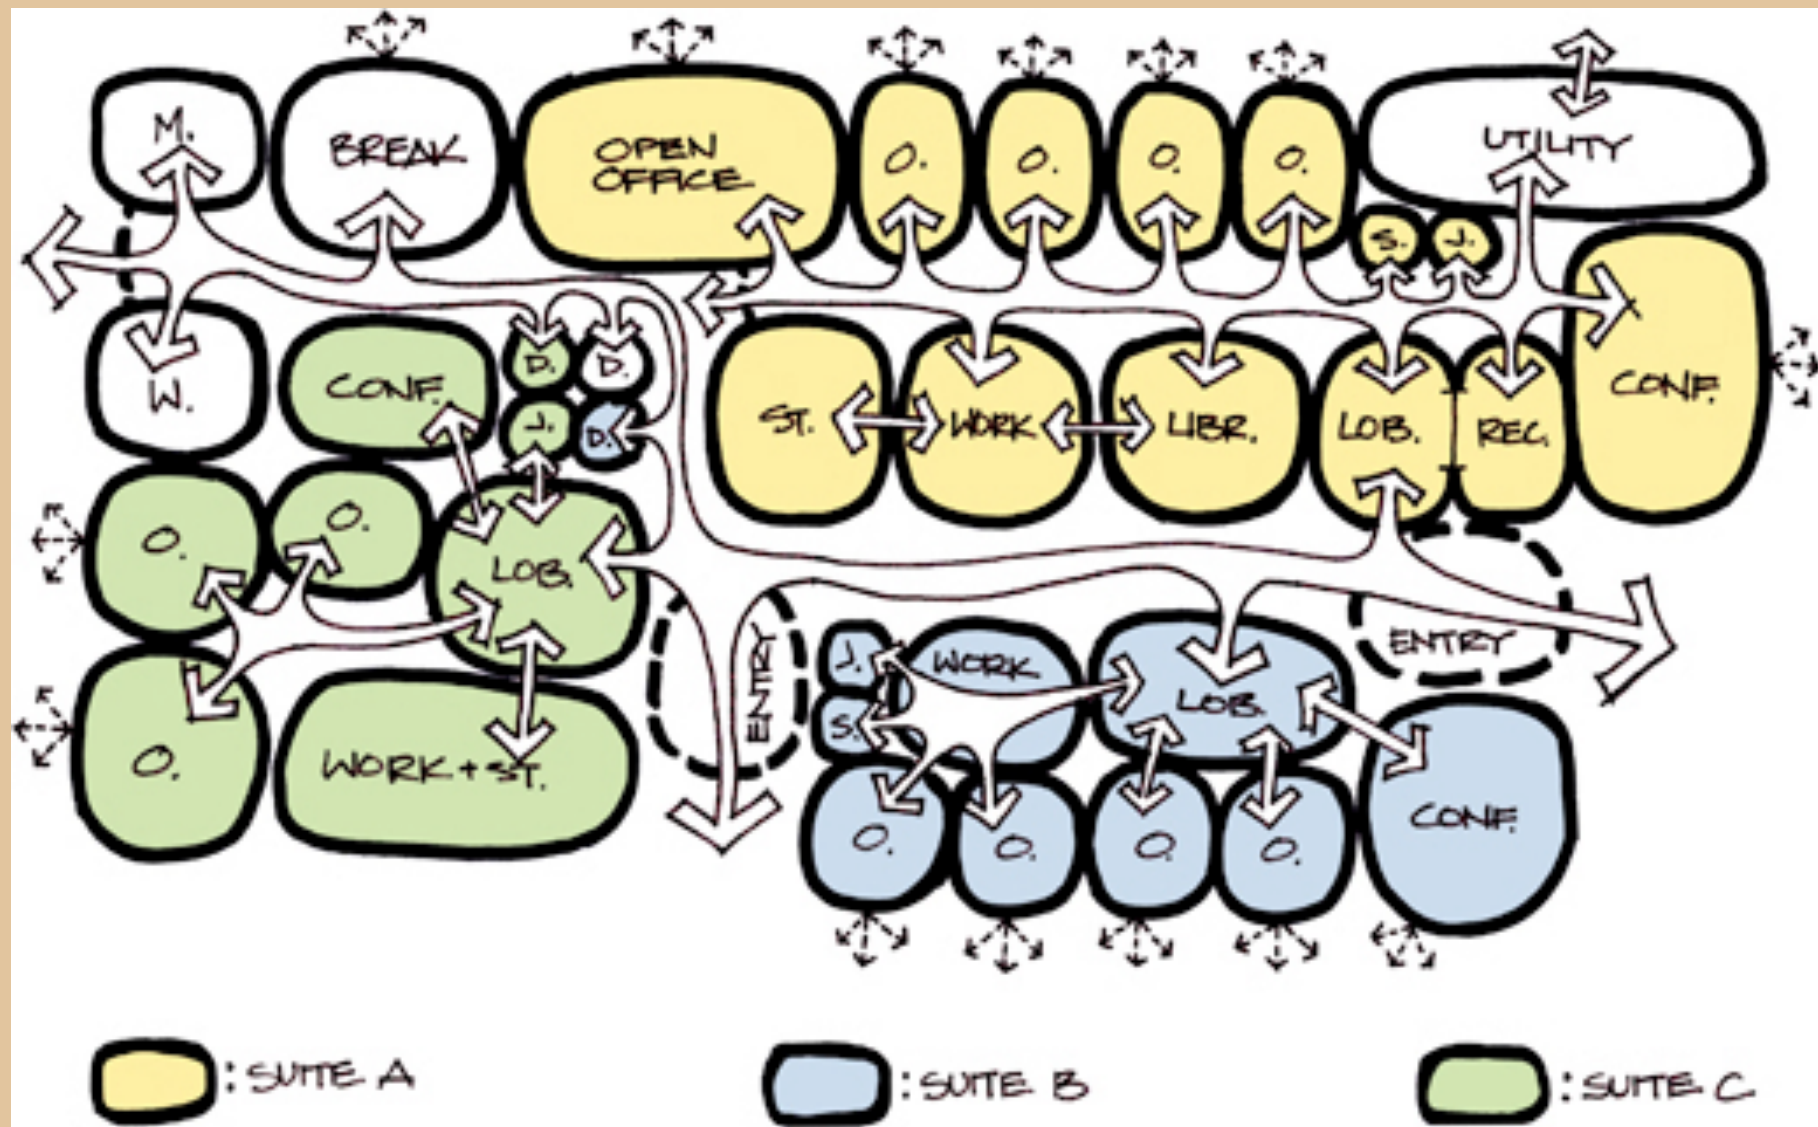 M.
BREAK
OPEN
OFFICE
O.
O.
O.
O.
UTILITY
S.
J.
W.
CONF.
D.
D.
J.
D.
ST.
WORK
LIBR.
LOB.
REC.
CONF.
O.
O.
LOB.
ENTRY
J.
WORK
LOB.
ENTRY
S.
O.
WORK + ST.
O.
O.
O.
O.
CONF.
: SUITE A
: SUITE B
: SUITE C